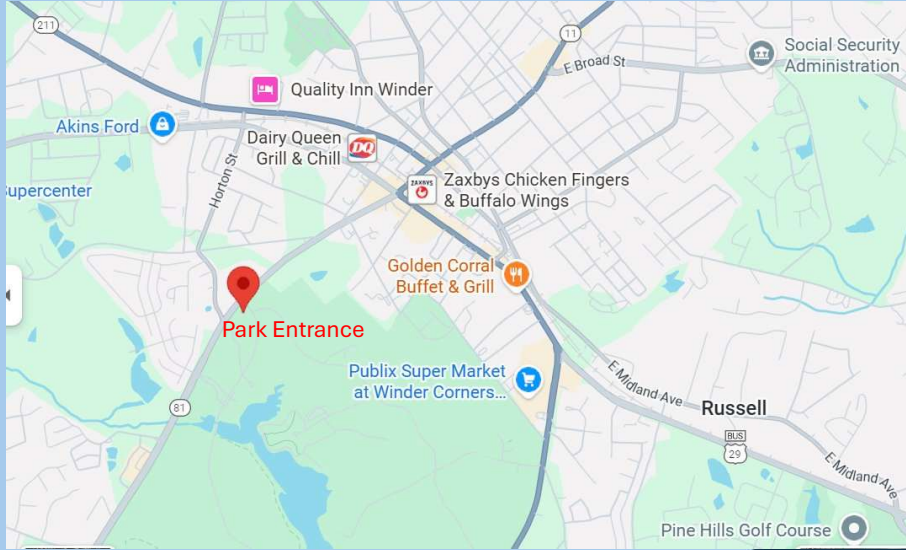 211
11
E Broad St
Social Security
Administration
Quality Inn Winder
Akins Ford
Dairy Queen
Grill & Chill
DQ
ZAXBYS
Zaxbys Chicken Fingers
& Buffalo Wings
Supercenter
Horton St
Golden Corral
Buffet & Grill
Park Entrance
Publix Super Market
at Winder Corners...
E Midland Ave
81
Russell
BUS
29
E Midland Ave
Pine Hills Golf Course